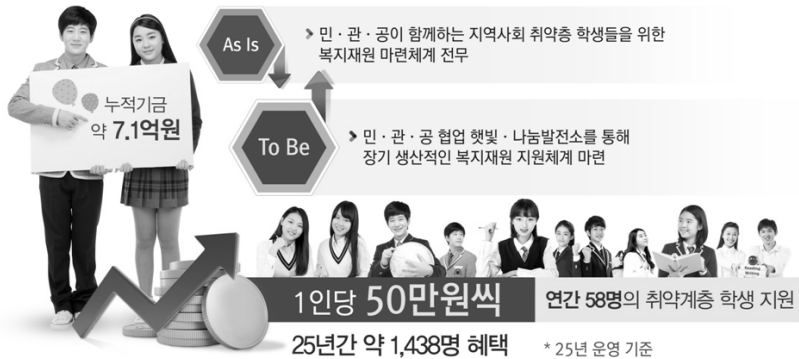 누적기금
약 7.1억원
As Is
▶ 민·관·공이 함께하는 지역사회 취약층 학생들을 위한
복지재원 마련체계 전무
To Be
▶ 민·관·공 협업 햇빛·나눔발전소를 통해
장기 생산적인 복지재원 지원체계 마련
1인당 50만원씩
연간 58명의 취약계층 학생 지원
25년간 약 1,438명 혜택
* 25년 운영 기준